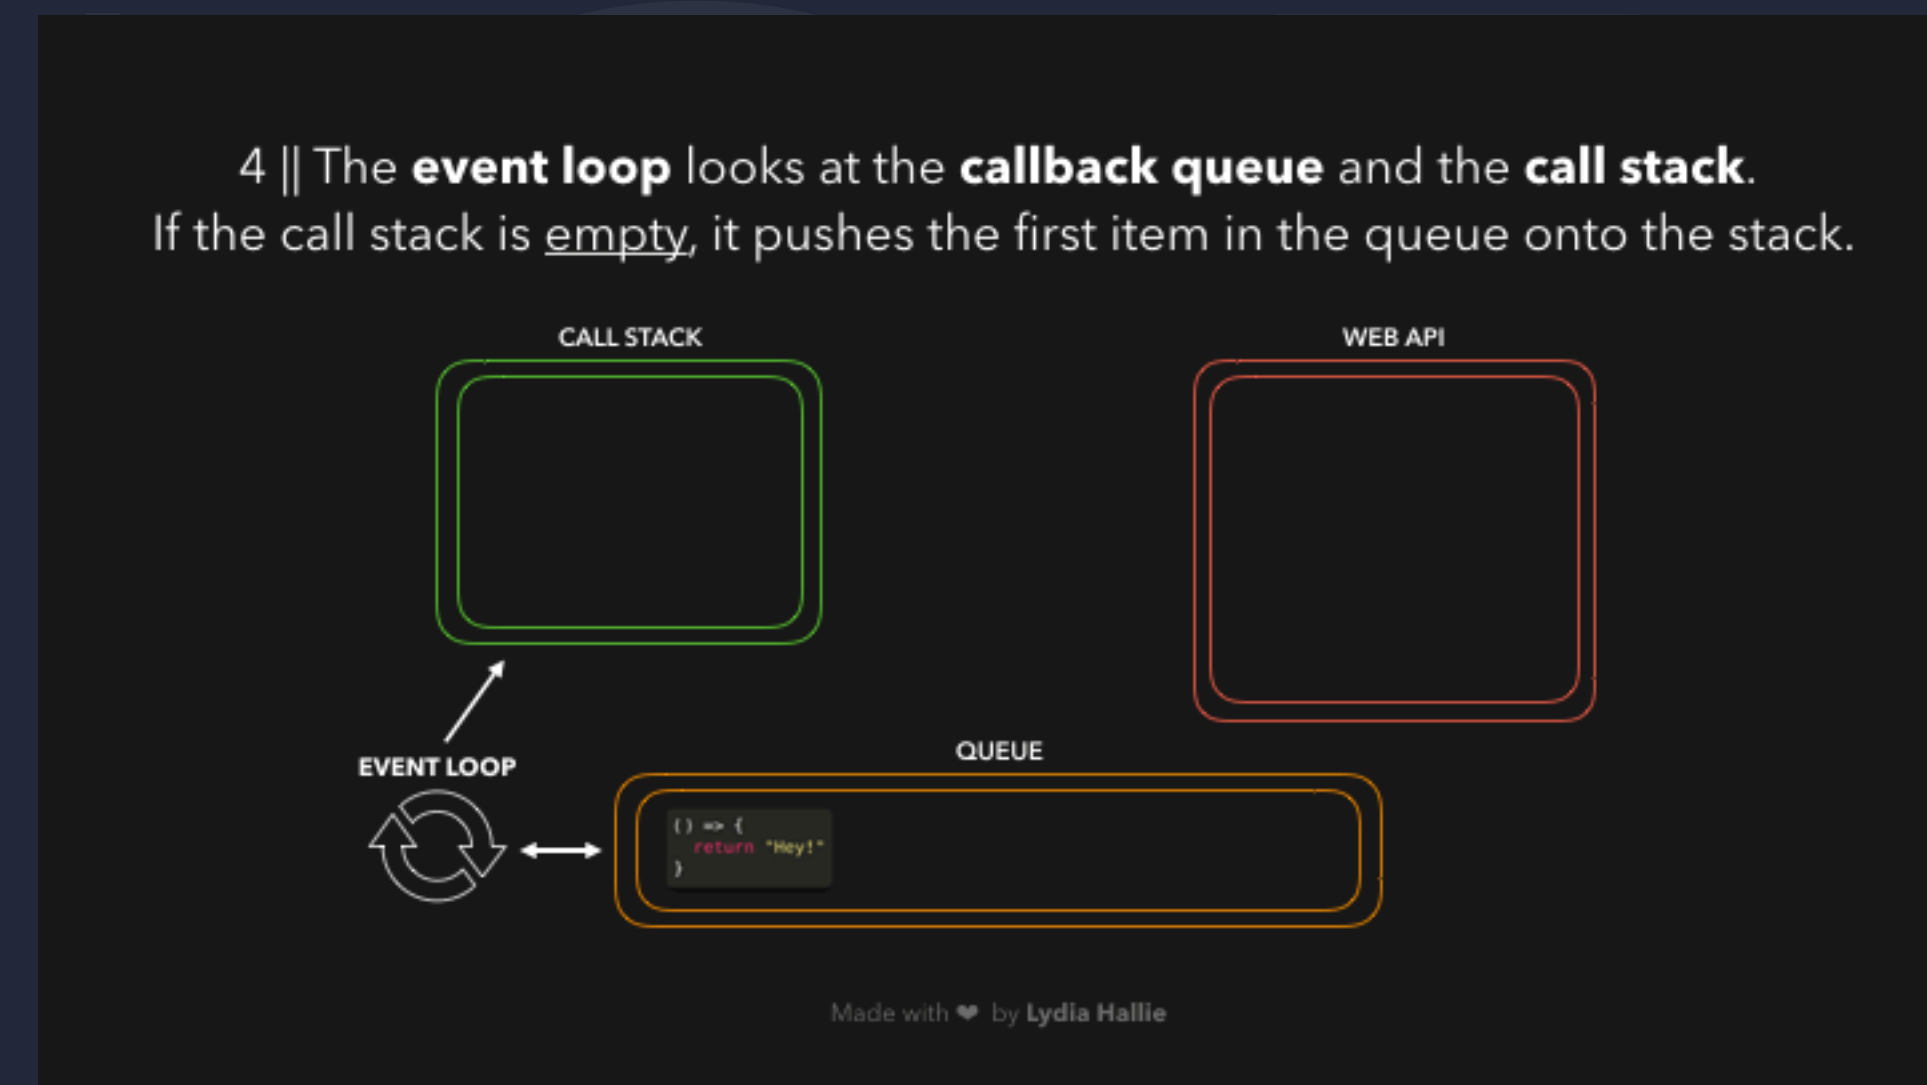 4 || The event loop looks at the callback queue and the call stack.
If the call stack is empty, it pushes the first item in the queue onto the stack.
CALL STACK
WEB API
EVENT LOOP
QUEUE
() => {
return "Hey!"
}
Made with ❤ by Lydia Hallie